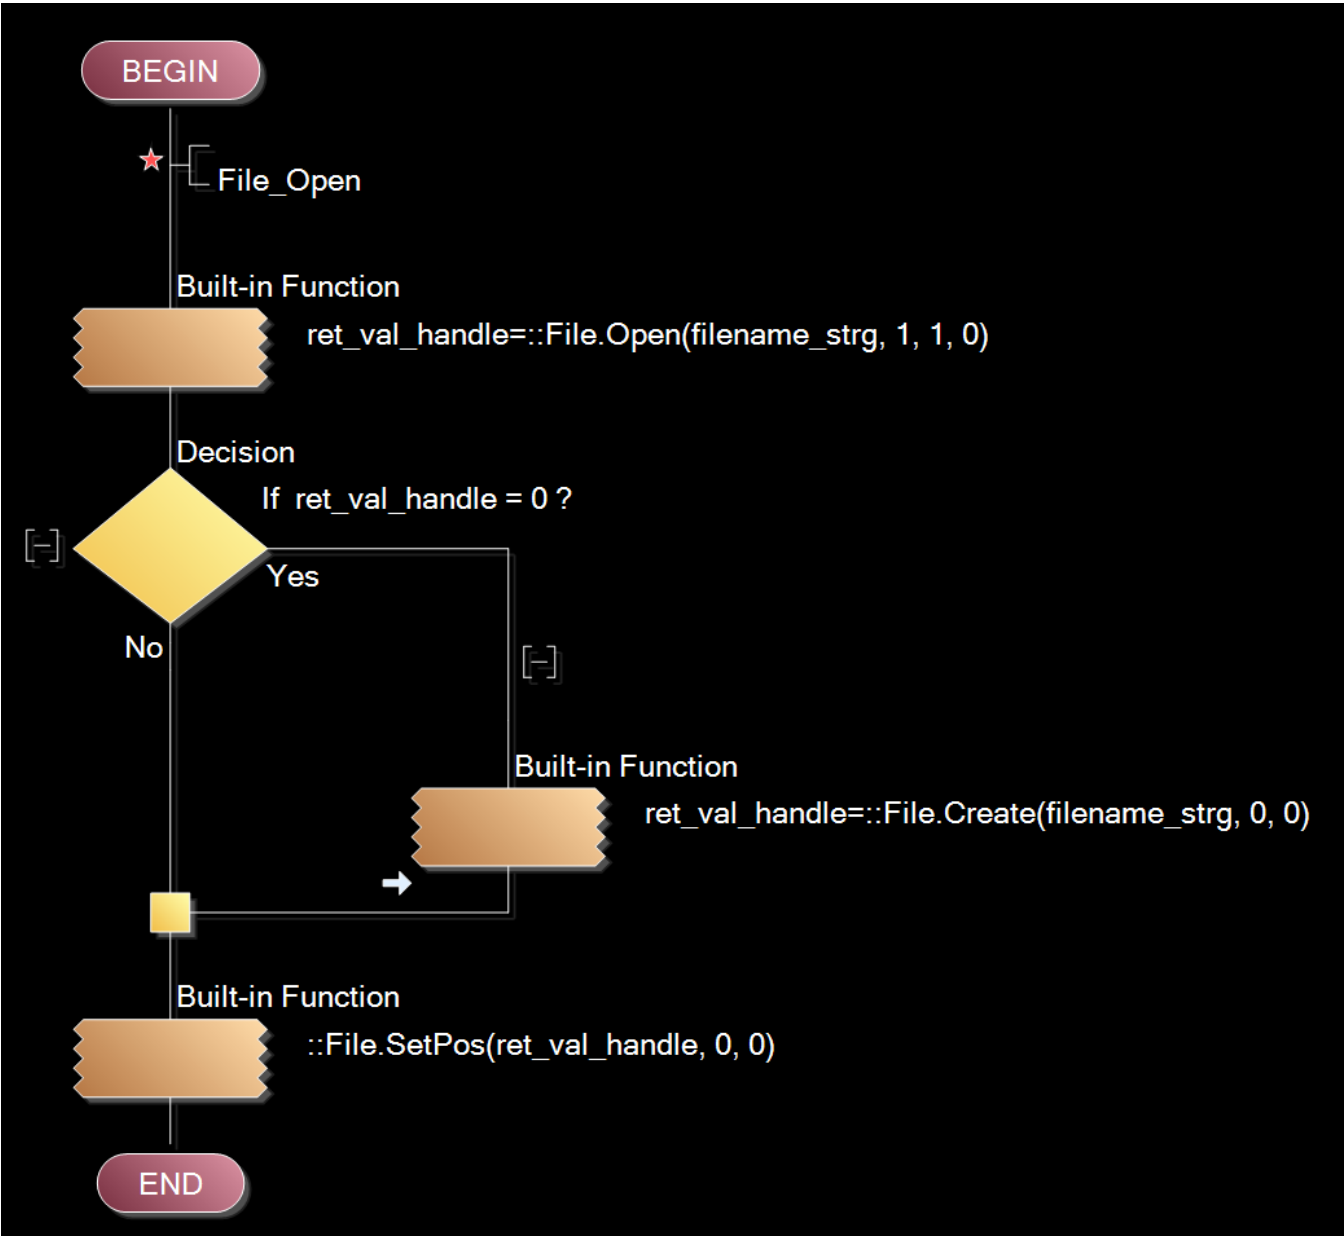 BEGIN
File_Open
Built-in Function
ret_val_handle=::File.Open(filename_strg, 1, 1, 0)
Decision
If ret_val_handle = 0 ?
Yes
No
Built-in Function
ret_val_handle=::File.Create(filename_strg, 0, 0)
Built-in Function
::File.SetPos(ret_val_handle, 0, 0)
END